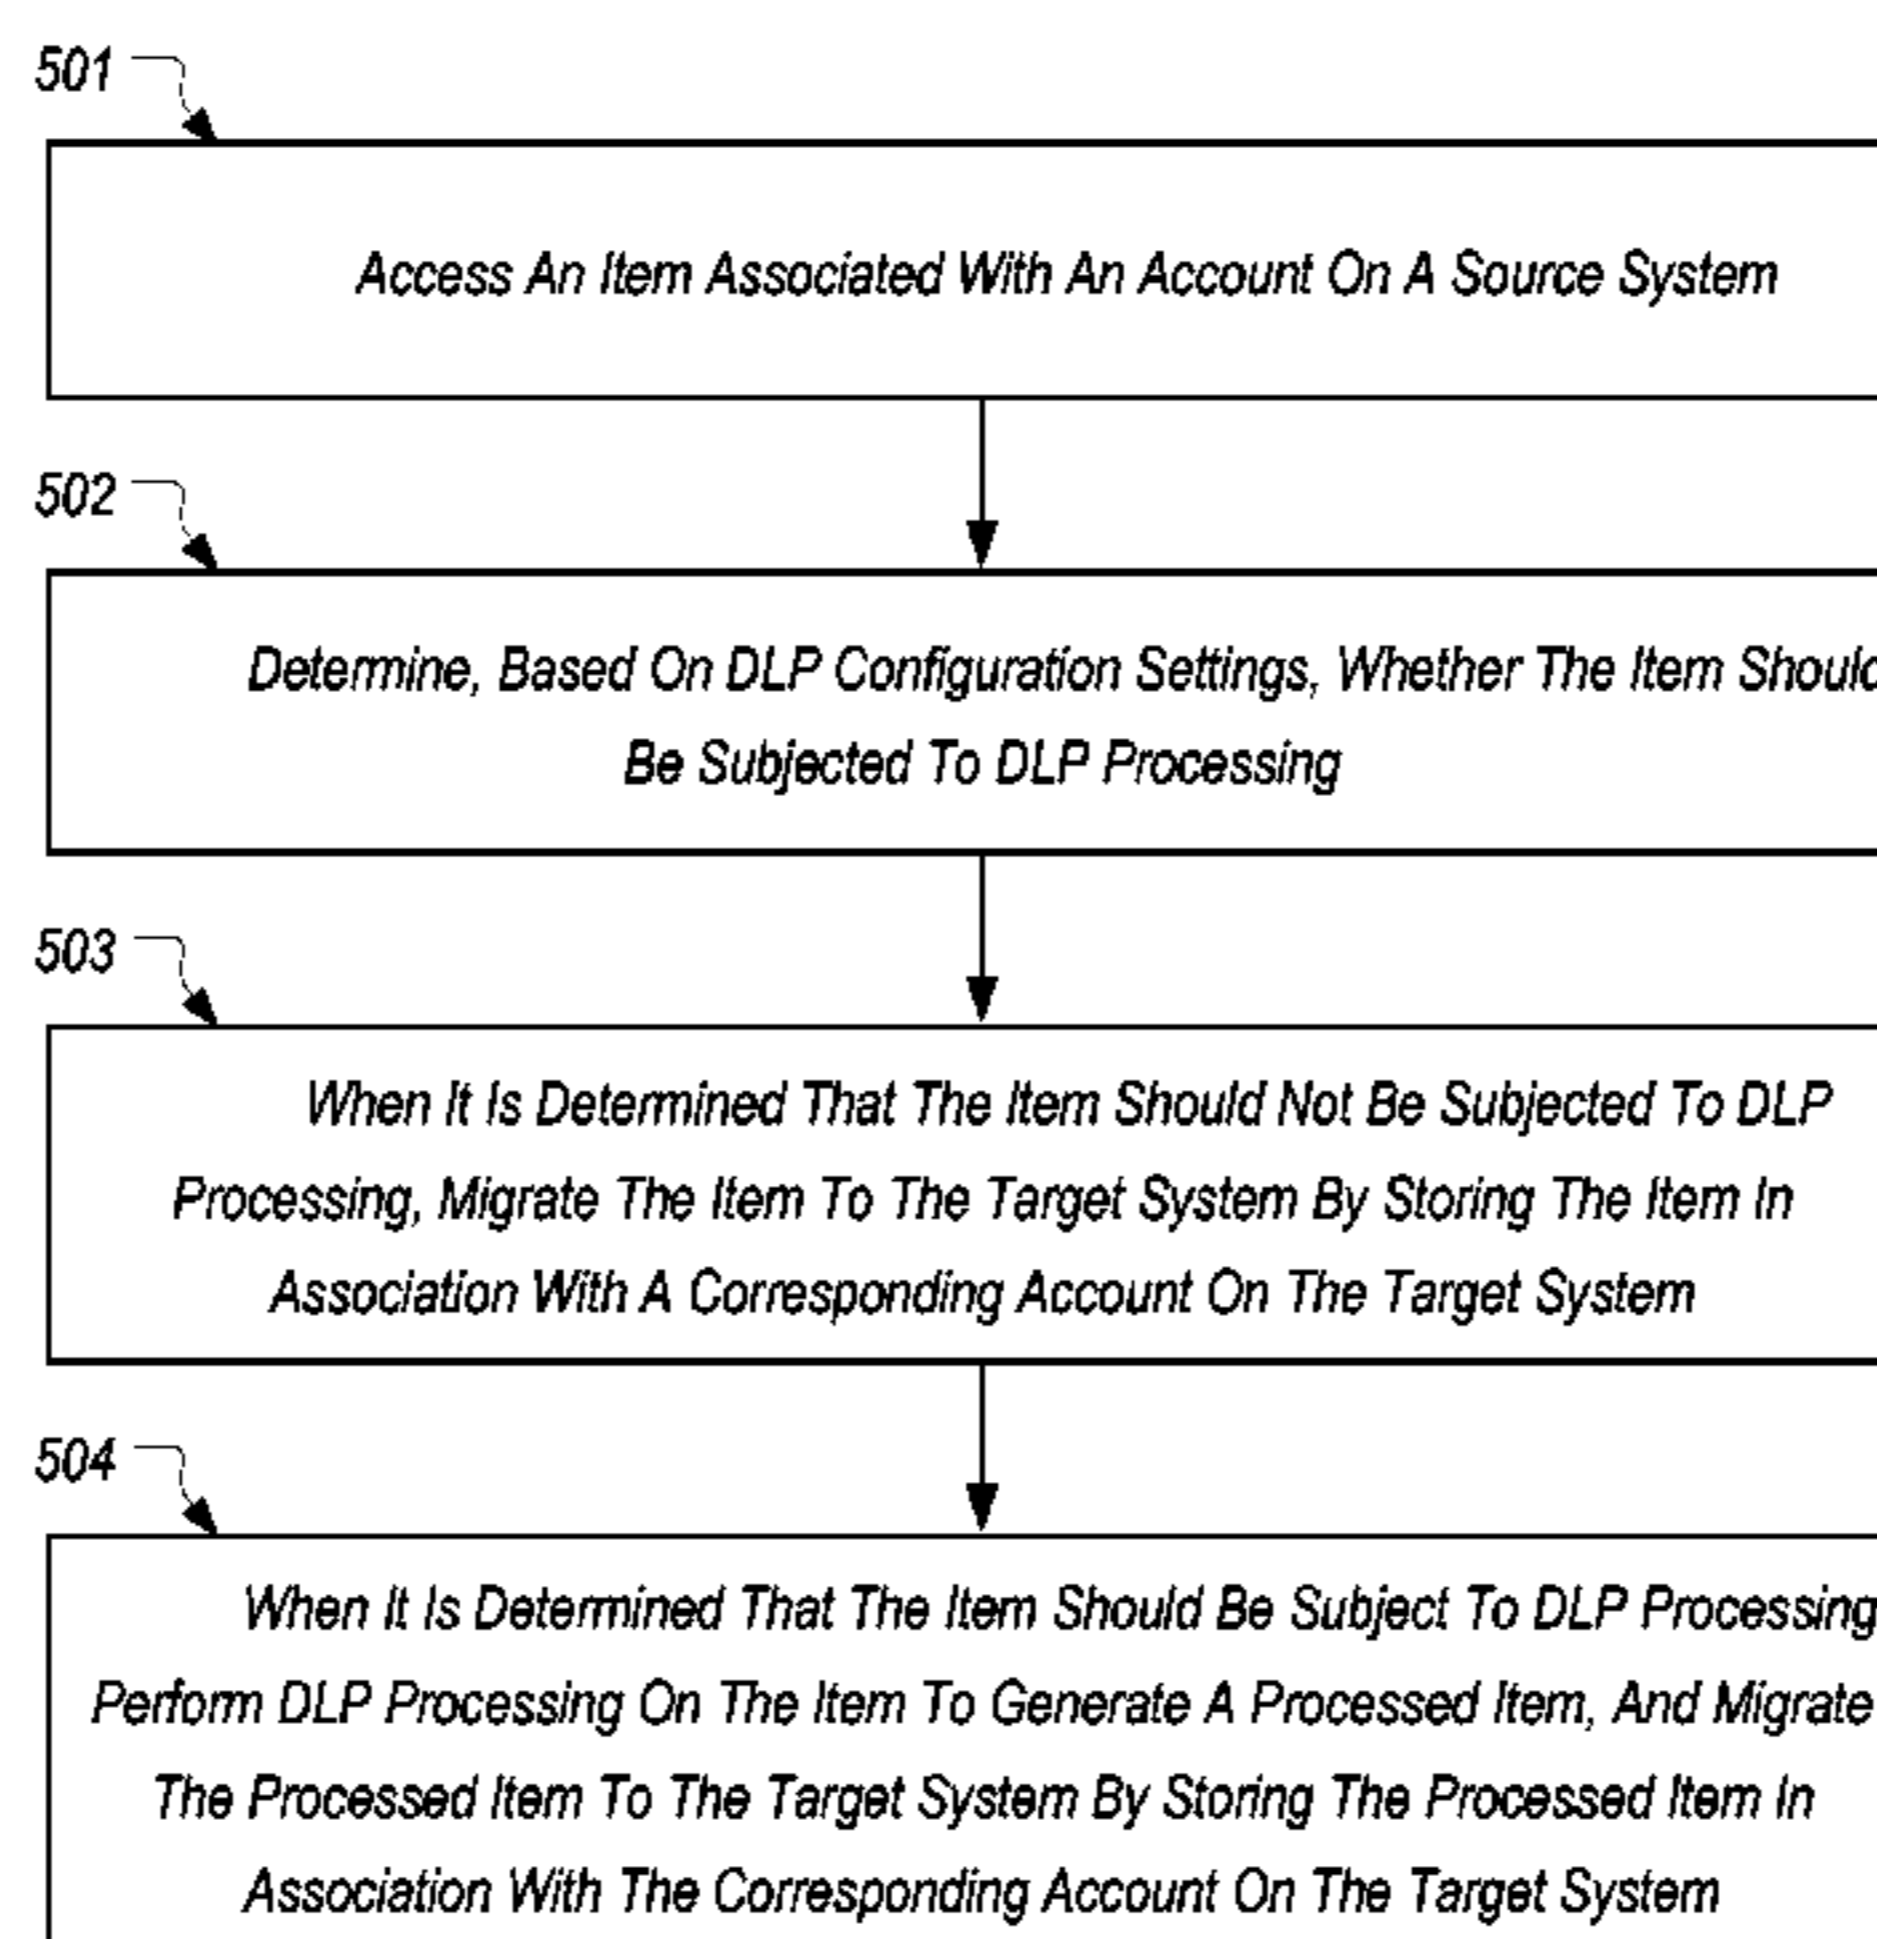 501
Access An Item Associated With An Account On A Source System
502
Determine, Based On DLP Configuration Settings, Whether The Item Should
Be Subjected To DLP Processing
503
When It Is Determined That The Item Should Not Be Subjected To DLP
Processing, Migrate The Item To The Target System By Storing The Item In
Association With A Corresponding Account On The Target System
504
When It Is Determined That The Item Should Be Subject To DLP Processing
Perform DLP Processing On The Item To Generate A Processed Item, And Migrate
The Processed Item To The Target System By Storing The Processed Item In
Association With The Corresponding Account On The Target System